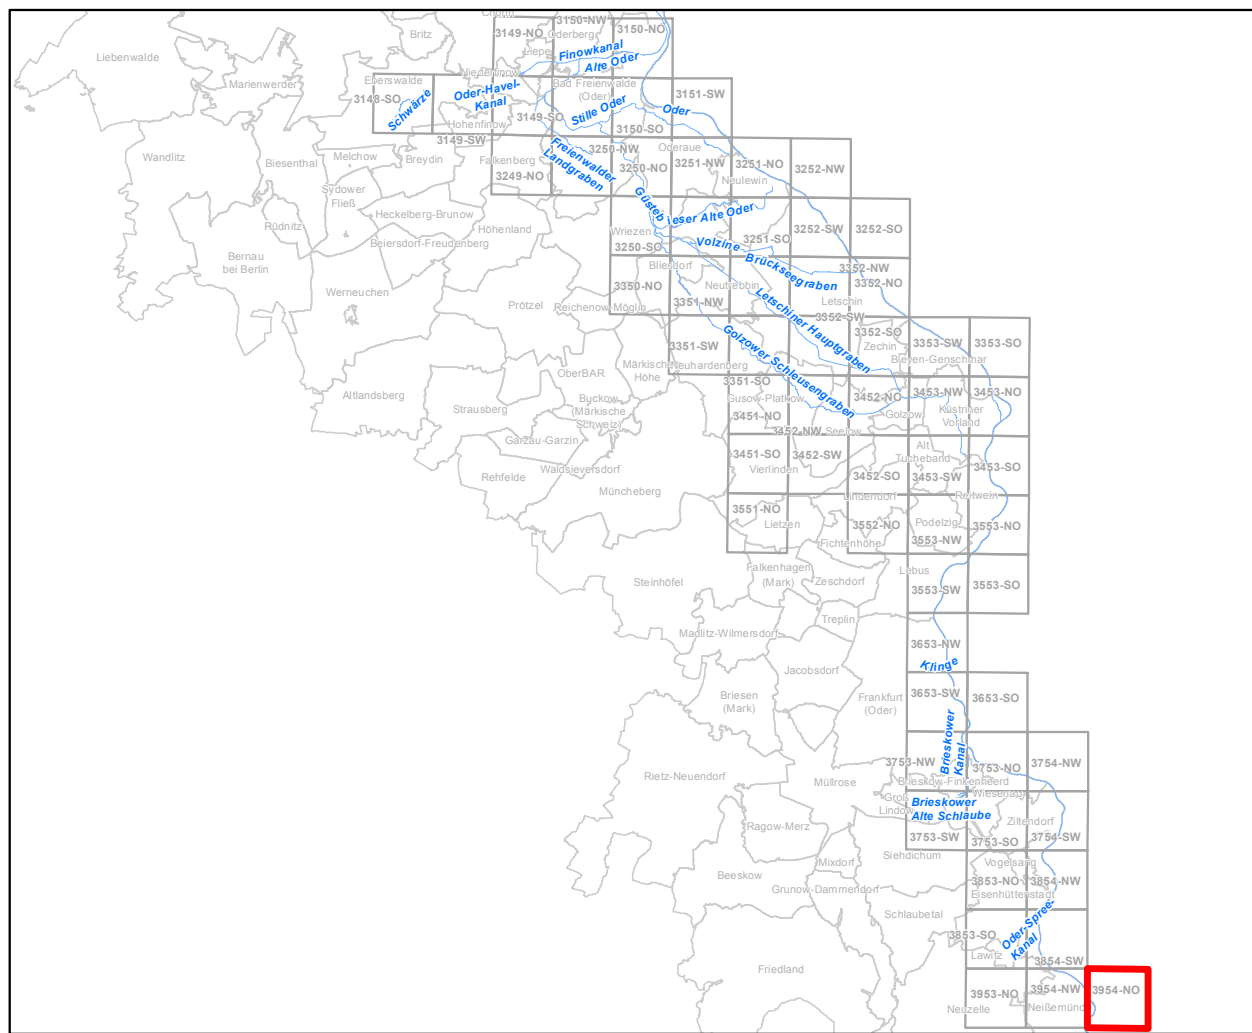 Chorin
3150-NW
3149-NO
Oderberg
3150-NO
Britz
Liebenwalde
Liepe
Finowkanal
Alte Oder
Marienwerder
Eberswalde
Niederfinow
Bad Freienwalde
(Oder)
3148-SO
Schwärze
Oder-Havel-
Kanal
3151-SW
Stille Oder
Oder
Hohenfinow
3149-SO
3150-SO
3149-SW
Wandlitz
Biesenthal
Melchow
Breydin
Falkenberg
3249-NO
Freienwalder
Landgraben
3250-NW
3250-NO
Oderaue
3251-NW
3251-NO
3252-NW
Neulewin
Sydower
Fließ
Rüdnitz
Heckelberg-Brunow
Beiersdorf-Freudenberg
Höhenland
Güsteb ieser Alte Oder
Wriezen
3250-SO
3251-SO
3252-SW
3252-SO
Bernau
bei Berlin
Werneuchen
Volzine
Brückseegraben
Bliesdorf
3352-NW
3352-NO
3350-NO
3351-NW
Neutrebbin
Letschin
Prötzel
Reichenow-Möglin
Letschiner Hauptgraben
3352-SW
3352-SO
Zechin
3353-SW
3353-SO
Bleyen-Genschmar
3351-SW
Golzower Schleusengraben
Märkische
Höhe
Neuhardenberg
OberBAR
3351-SO
Gusow-Platkow
3451-NO
3452-NO
3453-NW
3453-NO
Golzow
Küstriner
Vorland
Altlandsberg
Strausberg
Buckow
(Märkische
Schweiz)
3452-NW
Seelow
Garzau-Garzin
3451-SO
Vierlinden
3452-SW
Alt
Tucheband
3453-SW
3453-SO
3452-SO
Rehfelde
Waldsieversdorf
Müncheberg
Lindendorf
Reitwein
3551-NO
Lietzen
3552-NO
Podelzig
3553-NW
3553-NO
Fichtenhöhe
Steinhöfel
Falkenhagen
(Mark)
Zeschdorf
Lebus
3553-SW
3553-SO
Treplin
Madlitz-Wilmersdorf
3653-NW
Jacobsdorf
Klinge
Briesen
(Mark)
Frankfurt
(Oder)
3653-SW
3653-SO
Brieskower
Kanal
Rietz-Neuendorf
Müllrose
3753-NW
3753-NO
3754-NW
Brieskow-Finkenheerd
Wiesenau
Groß
Lindow
Brieskower
Alte Schlaube
Ziltendorf
Ragow-Merz
3753-SW
3753-SO
3754-SW
Mixdorf
Siehdichum
Vogelsang
Beeskow
Grunow-Dammendorf
3853-NO
3854-NW
Eisenhüttenstadt
Schlaubetal
Oder-Spree-
Kanal
3853-SO
Lawitz
3854-SW
Friedland
3953-NO
3954-NW
3954-NO
Neuzelle
Neißemünde